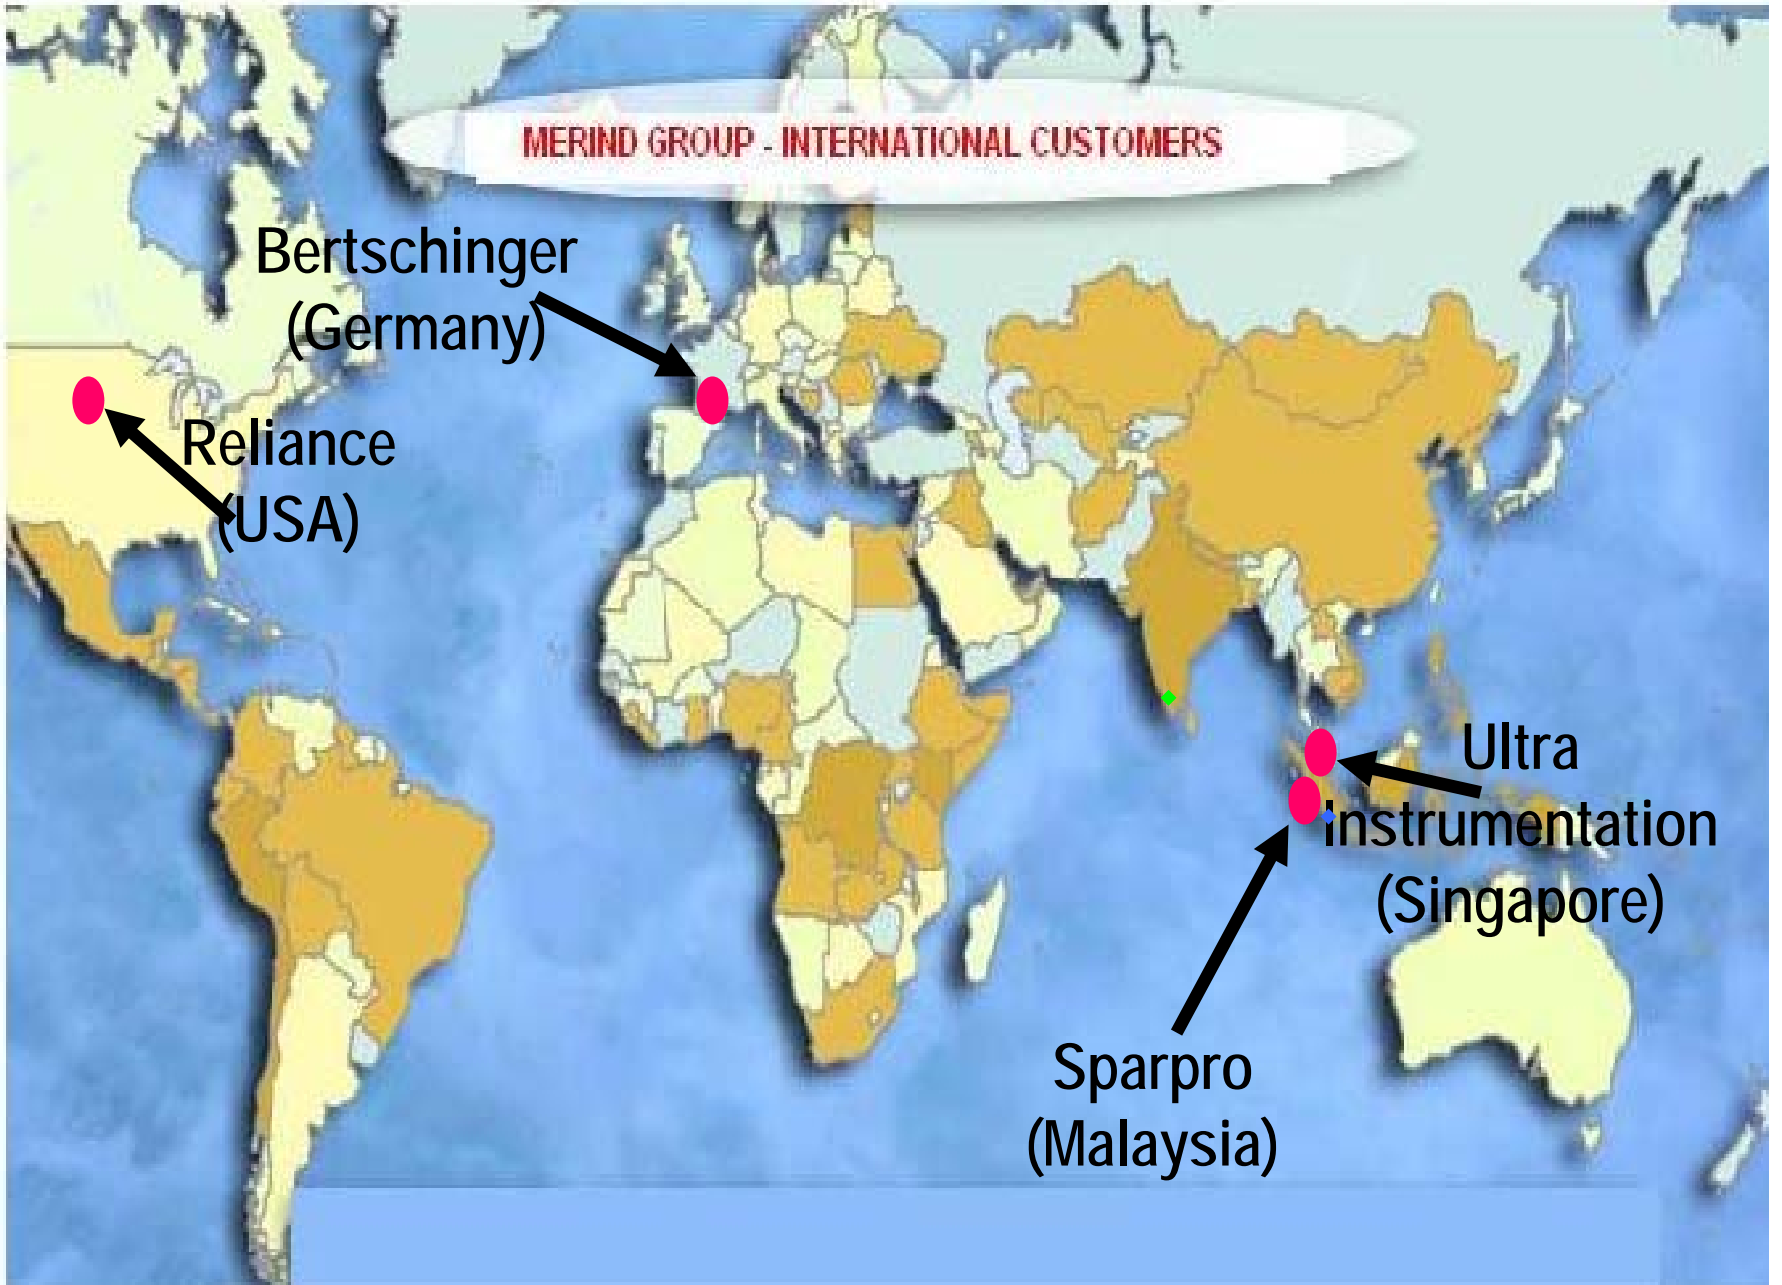 MERIND GROUP - INTERNATIONAL CUSTOMERS
Bertschinger
(Germany)
Reliance
(USA)
Ultra
Instrumentation
(Singapore)
Sparpro
(Malaysia)